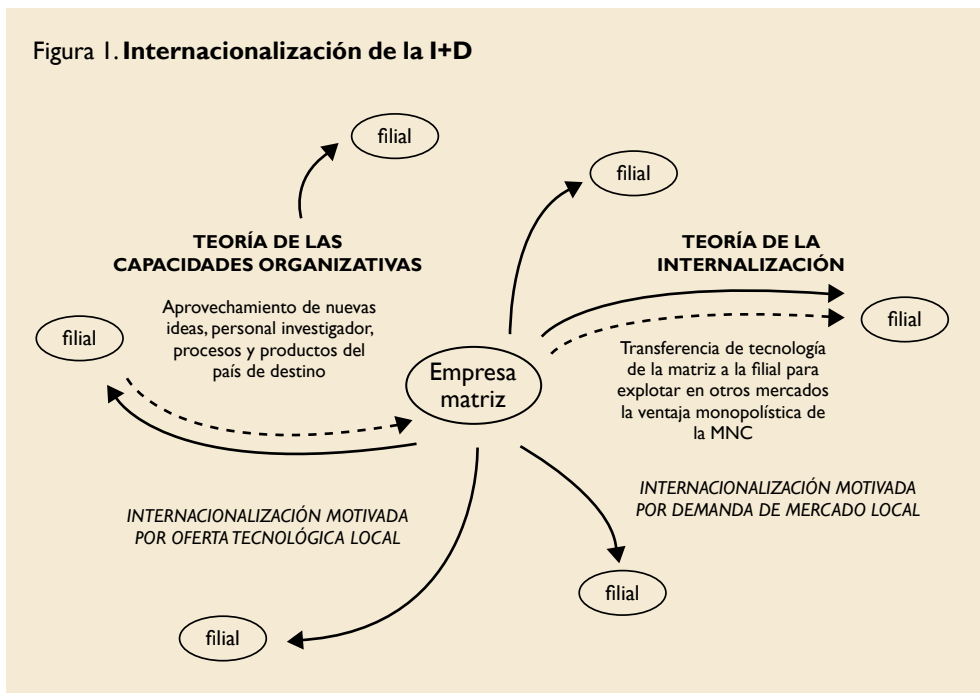 Figura 1. Internacionalización de la I+D
filial
filial
TEORÍA DE LAS
CAPACIDADES ORGANIZATIVAS
Aprovechamiento de nuevas
ideas, personal investigador,
procesos y productos del
país de destino
filial
TEORÍA DE LA
INTERNALIZACIÓN
filial
Transferencia de tecnología
de la matriz a la filial para
explotar en otros mercados
la ventaja monopolística de
la MNC
Empresa
matriz
INTERNACIONALIZACIÓN MOTIVADA
POR OFERTA TECNOLÓGICA LOCAL
INTERNACIONALIZACIÓN MOTIVADA
POR DEMANDA DE MERCADO LOCAL
filial
filial